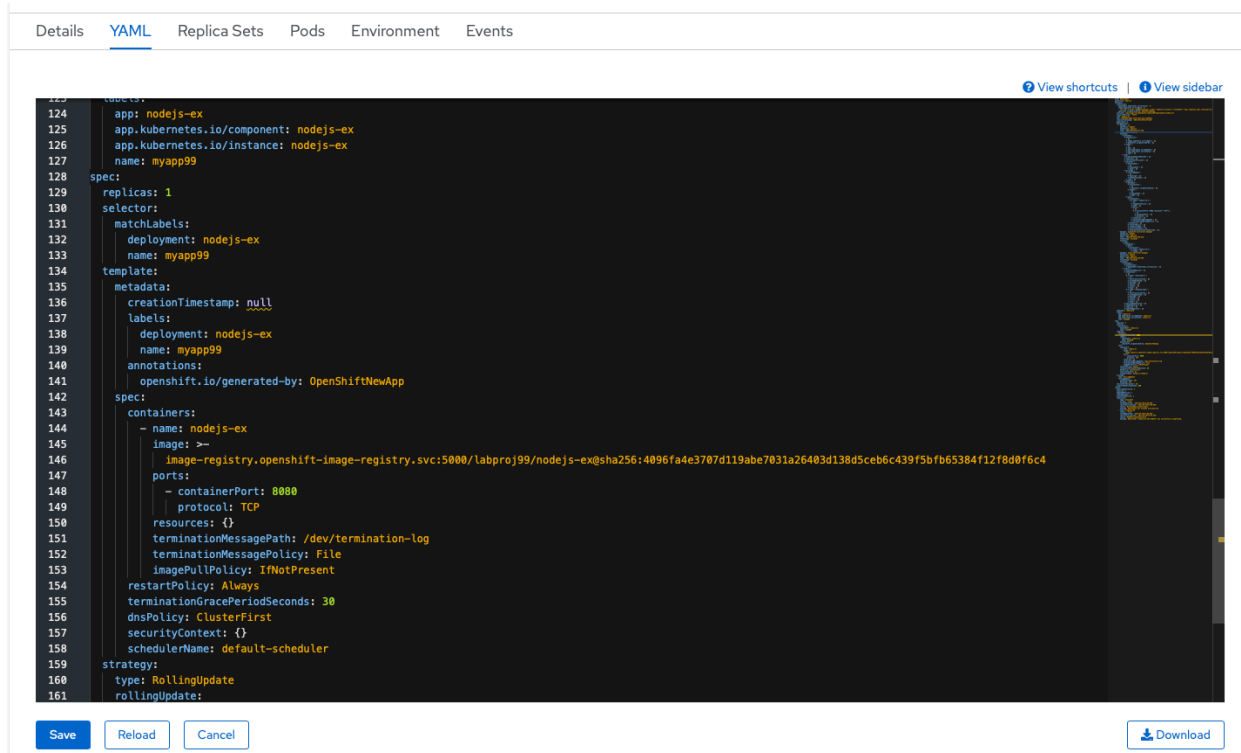 Details YAML Replica Sets Pods Environment Events
View shortcuts | View sidebar
123 labels:
124 app: nodejs-ex
125 app.kubernetes.io/component: nodejs-ex
126 app.kubernetes.io/instance: nodejs-ex
127 name: myapp99
128 spec:
129 replicas: 1
130 selector:
131 matchLabels:
132 deployment: nodejs-ex
133 name: myapp99
134 template:
135 metadata:
136 creationTimestamp: null
137 labels:
138 deployment: nodejs-ex
139 name: myapp99
140 annotations:
141 openshift.io/generated-by: OpenShiftNewApp
142 spec:
143 containers:
144 - name: nodejs-ex
145 image: >-
146 image-registry.openshift-image-registry.svc:5000/labproj99/nodejs-ex@sha256:4096fa4e3707d119abe7031a26403d138d5ceb6c439f5bfb65384f12f8d0f6c4
147 ports:
148 - containerPort: 8080
149 protocol: TCP
150 resources: {}
151 terminationMessagePath: /dev/termination-log
152 terminationMessagePolicy: File
153 imagePullPolicy: IfNotPresent
154 restartPolicy: Always
155 terminationGracePeriodSeconds: 30
156 dnsPolicy: ClusterFirst
157 securityContext: {}
158 schedulerName: default-scheduler
159 strategy:
160 type: RollingUpdate
161 rollingUpdate:
Save Reload Cancel Download